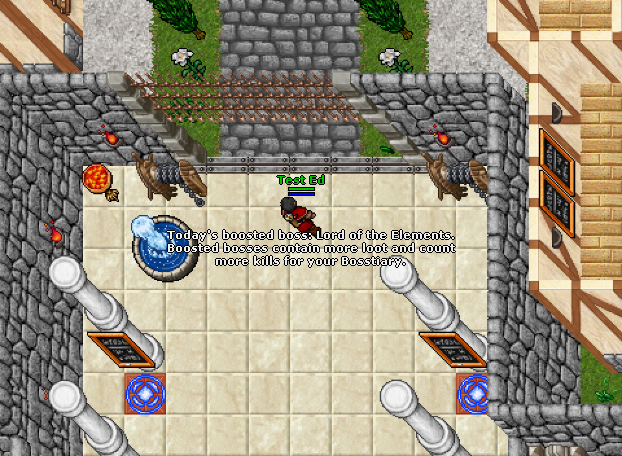 Test Ed
Today's boosted boss: Lord of the Elements.
Boosted bosses contain more loot and count
more kills for your Bosstiary.